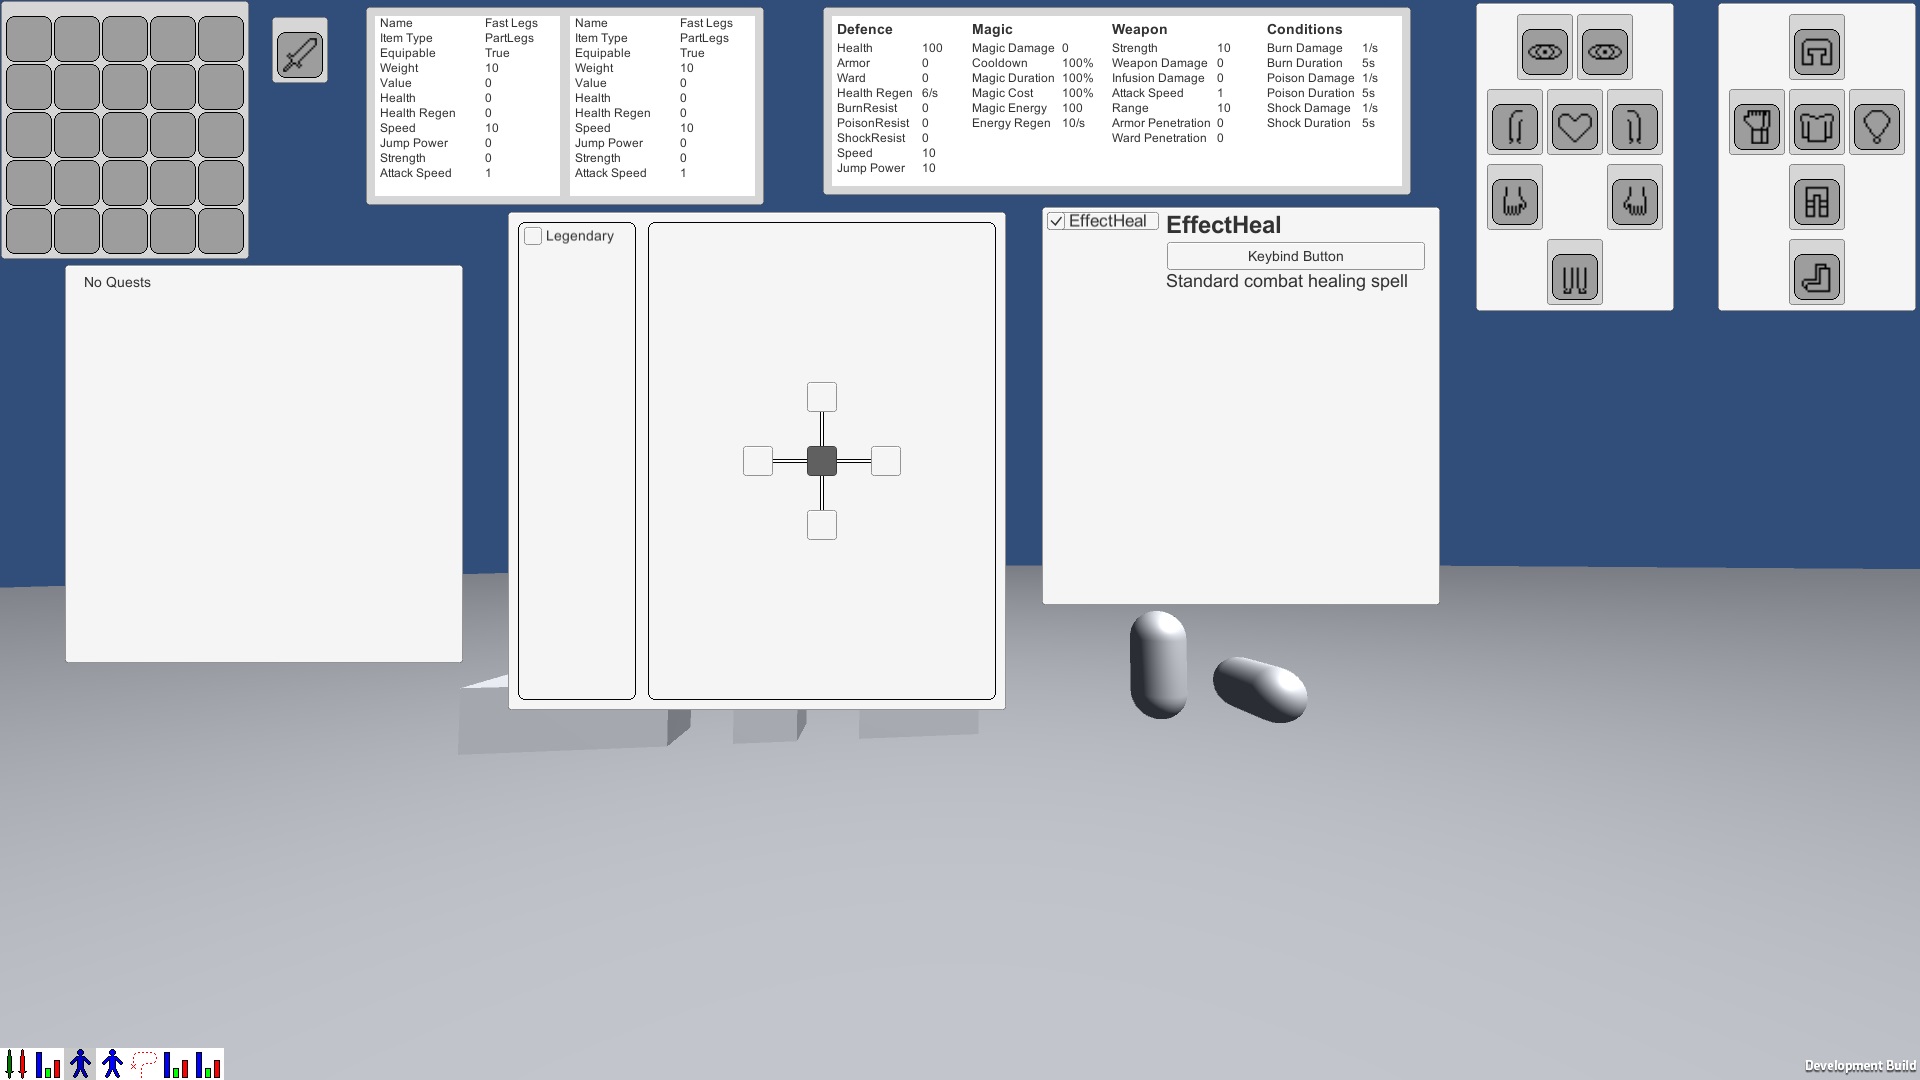 Name Fast Legs
Item Type PartLegs
Equipable True
Weight 10
Value 0
Health 0
Health Regen 0
Speed 10
Jump Power 0
Strength 0
Attack Speed 1
Name Fast Legs
Item Type PartLegs
Equipable True
Weight 10
Value 0
Health 0
Health Regen 0
Speed 10
Jump Power 0
Strength 0
Attack Speed 1
Defence
Health 100
Armor 0
Ward 0
Health Regen 6/s
BurnResist 0
PoisonResist 0
ShockResist 0
Speed 10
Jump Power 10
Magic
Magic Damage 0
Cooldown 100%
Magic Duration 100%
Magic Cost 100%
Magic Energy 100
Energy Regen 10/s
Weapon
Strength 10
Weapon Damage 0
Infusion Damage 0
Attack Speed 1
Range 10
Armor Penetration 0
Ward Penetration 0
Conditions
Burn Damage 1/s
Burn Duration 5s
Poison Damage 1/s
Poison Duration 5s
Shock Damage 1/s
Shock Duration 5s
No Quests
Legendary
EffectHeal
EffectHeal
Keybind Button
Standard combat healing spell
Development Build